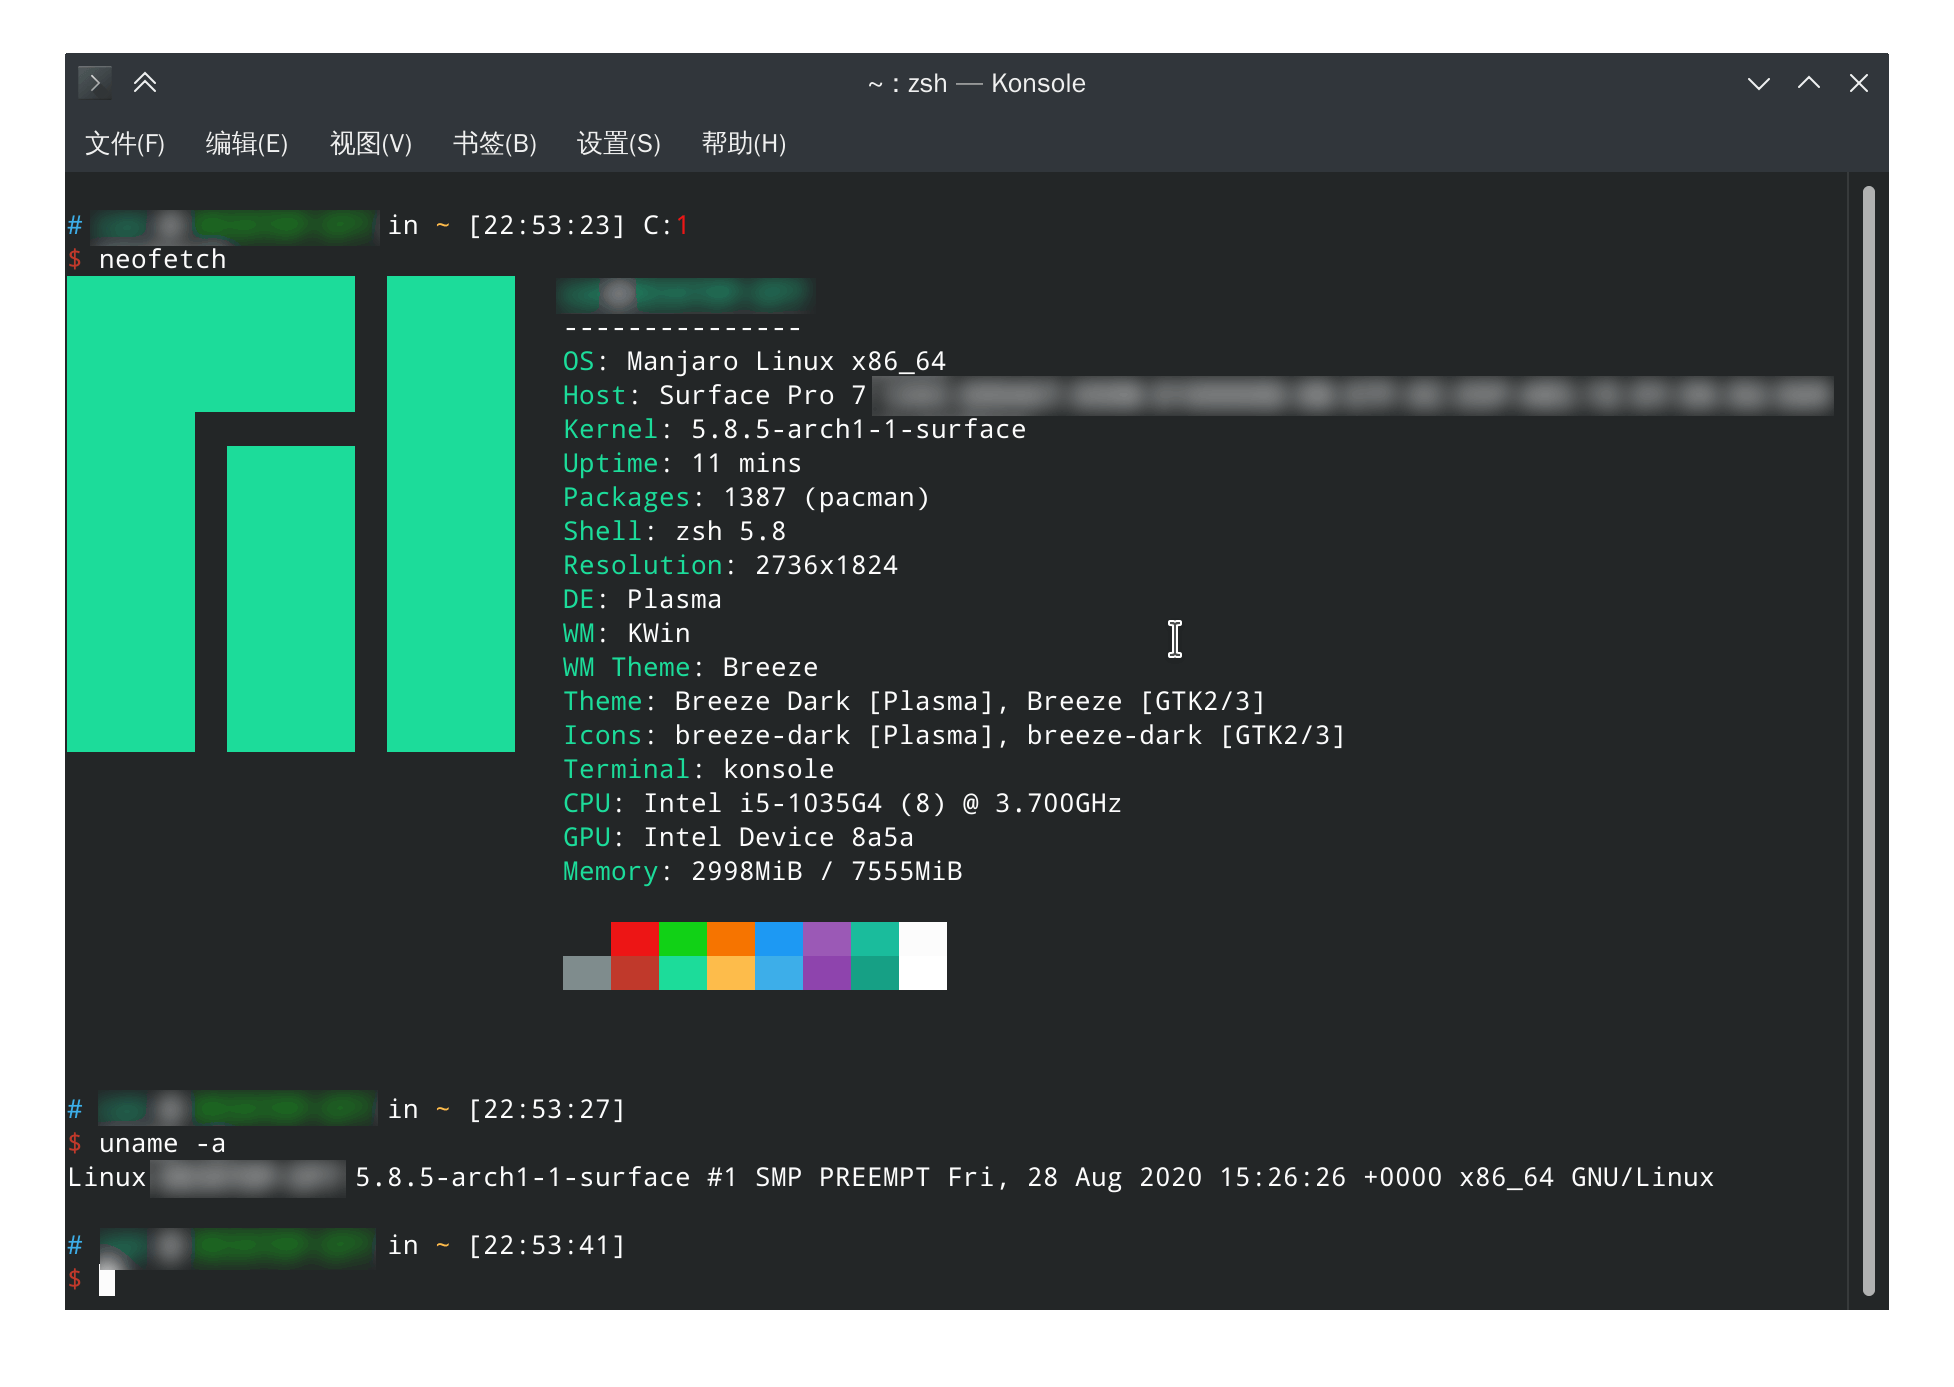 ~ : zsh — Konsole
文件(F) 编辑(E) 视图(V) 书签(B) 设置(S) 帮助(H)
# in ~ [22:53:23] C:1
$ neofetch
---------------
OS: Manjaro Linux x86_64
Host: Surface Pro 7
Kernel: 5.8.5-arch1-1-surface
Uptime: 11 mins
Packages: 1387 (pacman)
Shell: zsh 5.8
Resolution: 2736x1824
DE: Plasma
WM: KWin
WM Theme: Breeze
Theme: Breeze Dark [Plasma], Breeze [GTK2/3]
Icons: breeze-dark [Plasma], breeze-dark [GTK2/3]
Terminal: konsole
CPU: Intel i5-1035G4 (8) @ 3.700GHz
GPU: Intel Device 8a5a
Memory: 2998MiB / 7555MiB
# in ~ [22:53:27]
$ uname -a
Linux 5.8.5-arch1-1-surface #1 SMP PREEMPT Fri, 28 Aug 2020 15:26:26 +0000 x86_64 GNU/Linux
# in ~ [22:53:41]
$